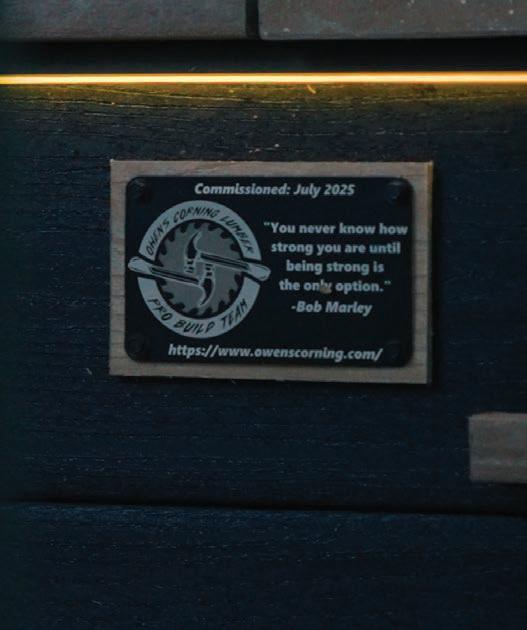 Commissioned: July 2025
OWENS CORNING LUMBER
PRO BUILD TEAM
"You never know how
strong you are until
being strong is
the only option."
-Bob Marley
https://www.owenscorning.com/